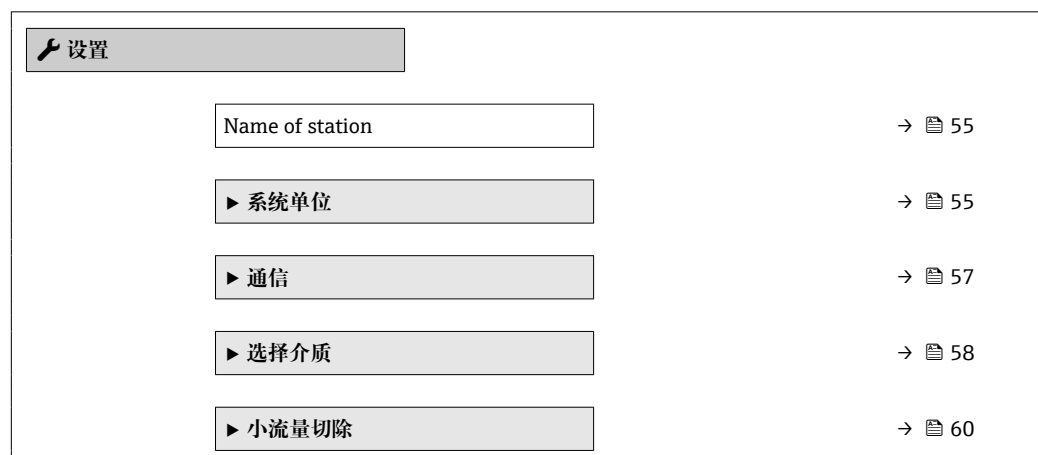 设置
Name of station → 55
▶ 系统单位 → 55
▶ 通信 → 57
▶ 选择介质 → 58
▶ 小流量切除 → 60